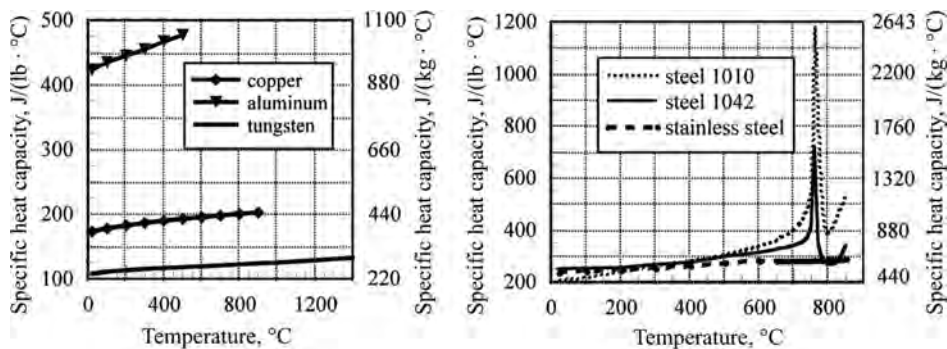 Specific heat capacity, J/(lb · °C)
500
400
300
200
100
copper
aluminum
tungsten
1100
880
660
440
220
Specific heat capacity, J/(kg · °C)
0
400
800
1200
Temperature, °C
Specific heat capacity, J/(lb · °C)
1200
1000
800
600
400
200
steel 1010
steel 1042
stainless steel
2643
2200
1760
1320
880
440
Specific heat capacity, J/(kg · °C)
0
200
400
600
800
Temperature, °C